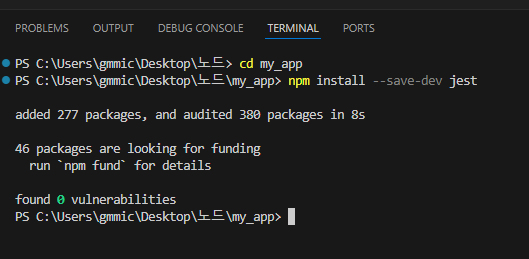 PROBLEMS OUTPUT DEBUG CONSOLE TERMINAL PORTS
PS C:\Users\gmmic\Desktop\노드> cd my_app
PS C:\Users\gmmic\Desktop\노드\my_app> npm install --save-dev jest
added 277 packages, and audited 380 packages in 8s
46 packages are looking for funding
  run `npm fund` for details
found 0 vulnerabilities
PS C:\Users\gmmic\Desktop\노드\my_app>